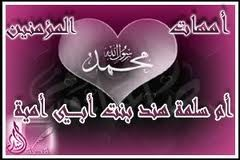 أمهات المؤمنين
محمد رسول الله
أم سلمة هند بنت أبي أمية